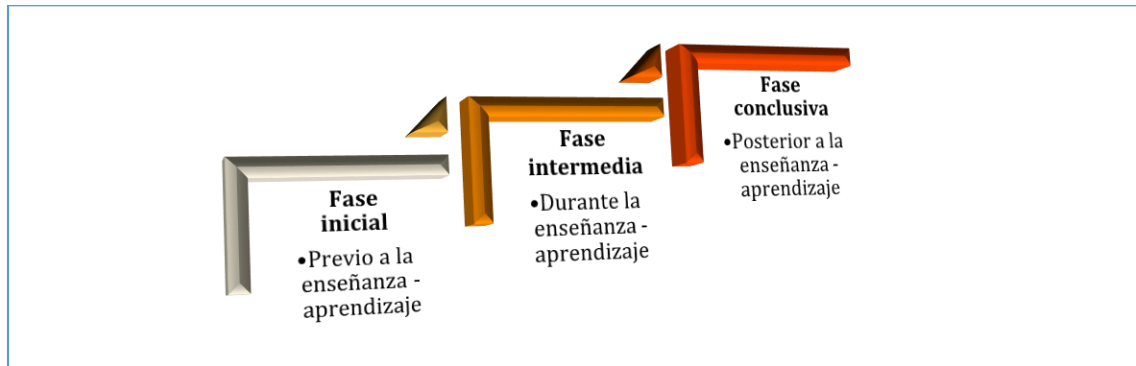 Fase
inicial
•Previo a la
enseñanza -
aprendizaje
Fase
intermedia
•Durante la
enseñanza -
aprendizaje
Fase
conclusiva
•Posterior a la
enseñanza -
aprendizaje